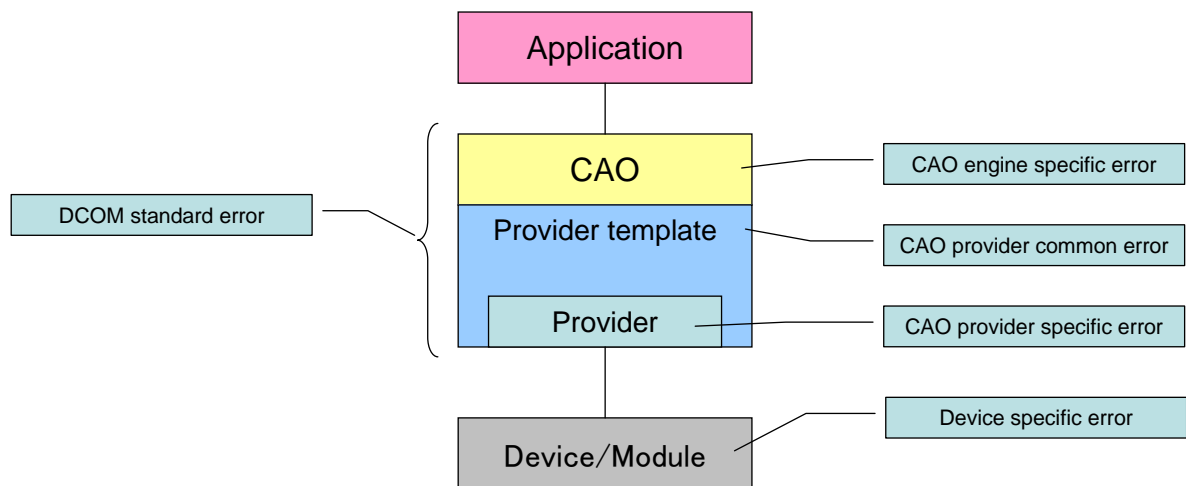 Application
CAO
CAO engine specific error
DCOM standard error
Provider template
CAO provider common error
Provider
CAO provider specific error
Device specific error
Device/Module